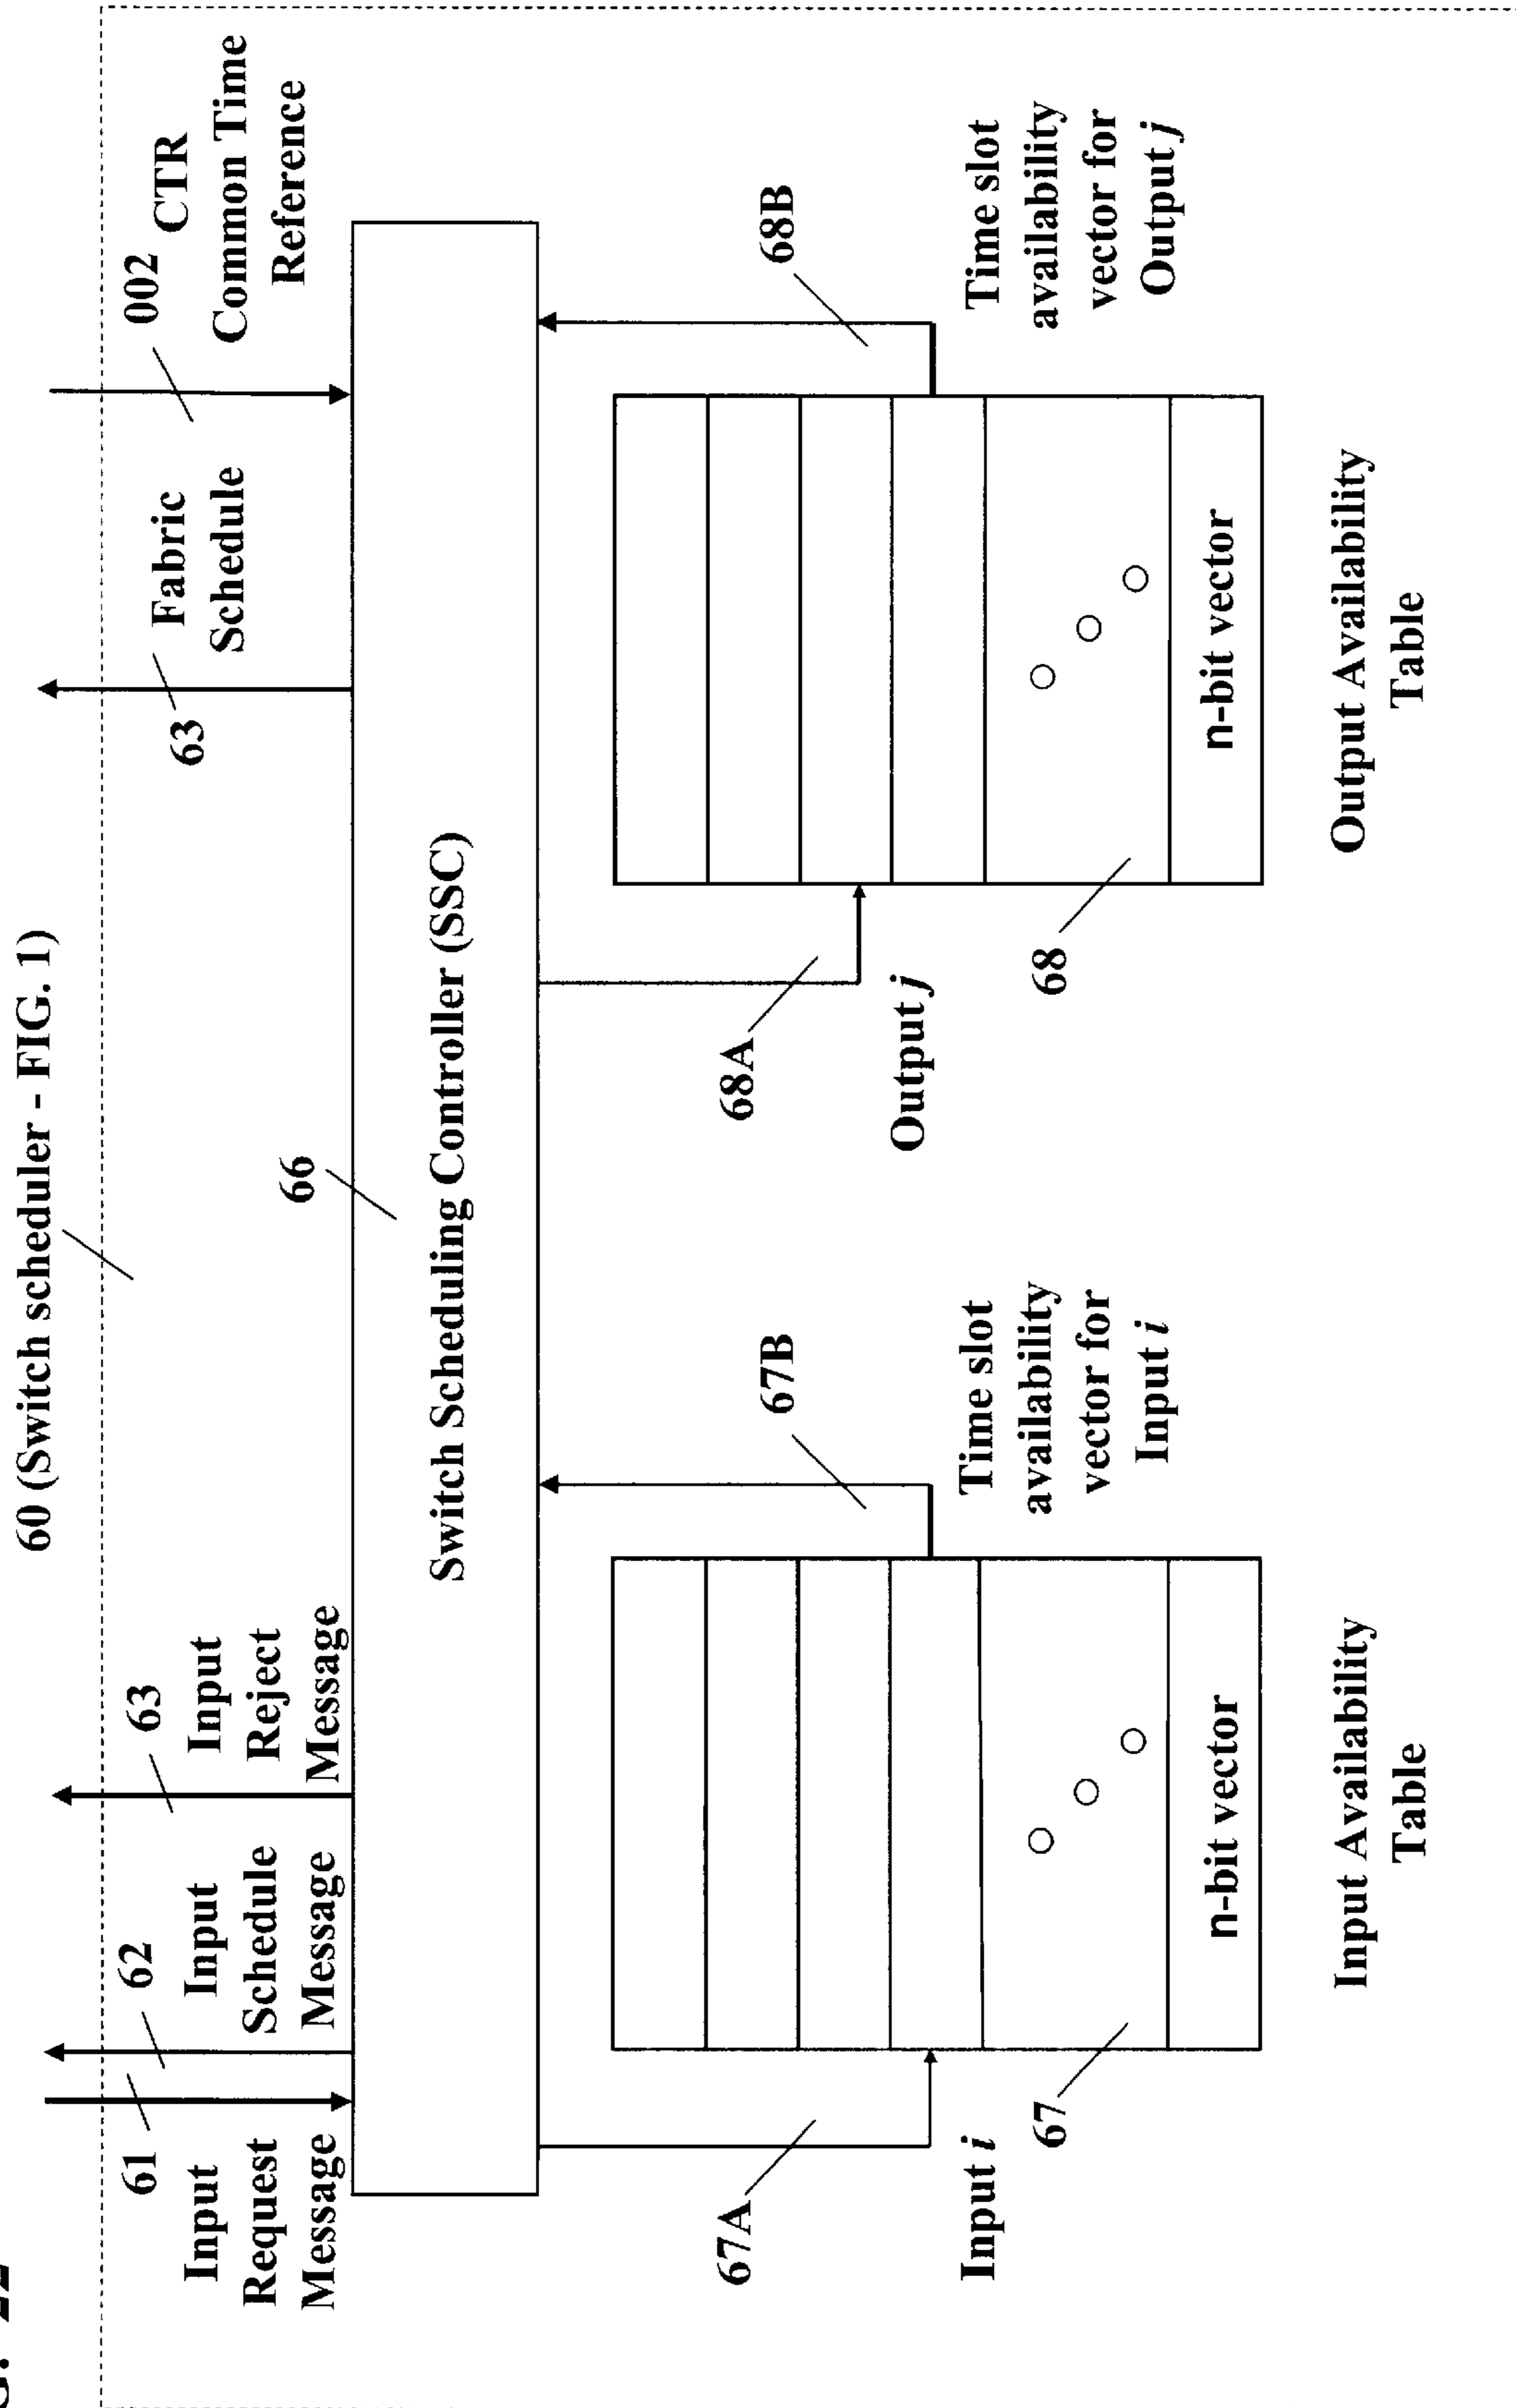 60 (Switch scheduler - FIG. 1)
61
Input
Request
Message
62
Input
Schedule
Message
63
Input
Reject
Message
63
Fabric
Schedule
002
CTR
Common Time
Reference
66
Switch Scheduling Controller (SSC)
67A
Input i
67
n-bit vector
67B
Time slot
availability
vector for
Input i
Input Availability
Table
68A
Output j
68
n-bit vector
68B
Time slot
availability
vector for
Output j
Output Availability
Table